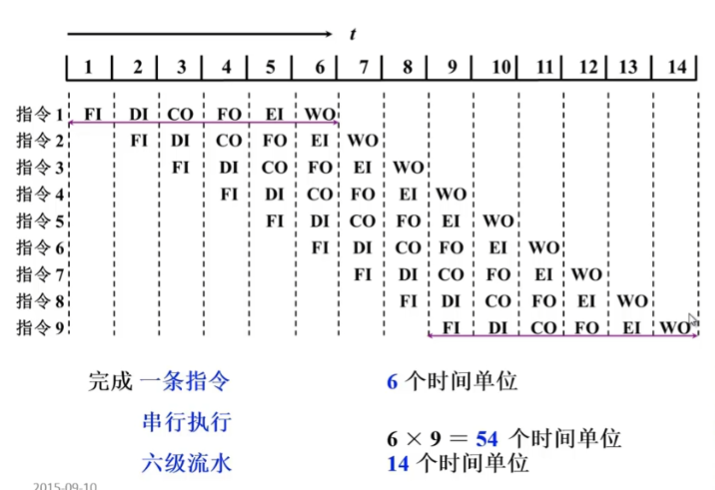 t
1 2 3 4 5 6 7 8 9 10 11 12 13 14
指令 1 FI DI CO FO EI WO
指令 2 FI DI CO FO EI WO
指令 3 FI DI CO FO EI WO
指令 4 FI DI CO FO EI WO
指令 5 FI DI CO FO EI WO
指令 6 FI DI CO FO EI WO
指令 7 FI DI CO FO EI WO
指令 8 FI DI CO FO EI WO
指令 9 FI DI CO FO EI WO
完成 一条指令 6 个时间单位
串行执行 6 × 9 = 54 个时间单位
六级流水 14 个时间单位
2015-09-10